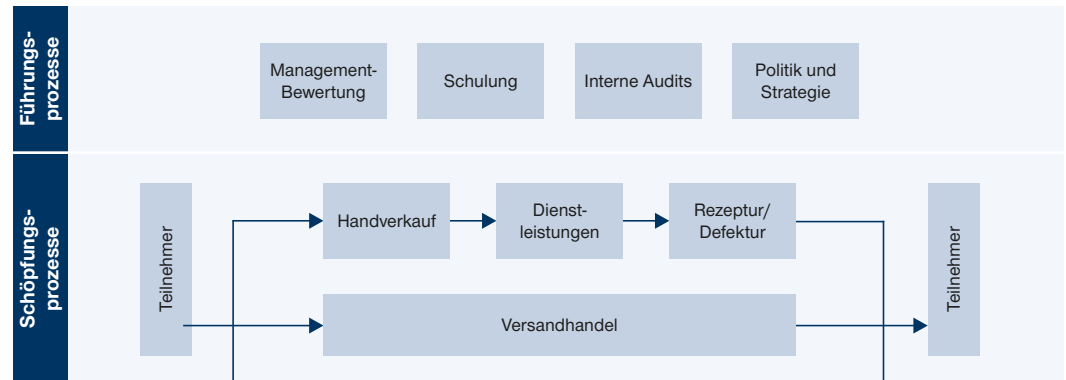 Führungs-
prozesse
Management-
Bewertung
Schulung
Interne Audits
Politik und
Strategie
Schöpfungs-
prozesse
Teilnehmer
Handverkauf
Dienst-
leistungen
Rezeptur/
Defektur
Versandhandel
Teilnehmer